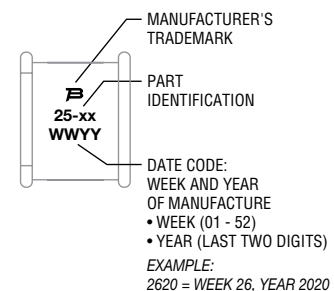 MANUFACTURER'S
TRADEMARK
PART
IDENTIFICATION
25-xx
WWYY
DATE CODE:
WEEK AND YEAR
OF MANUFACTURE
• WEEK (01 - 52)
• YEAR (LAST TWO DIGITS)
EXAMPLE:
2620 = WEEK 26, YEAR 2020